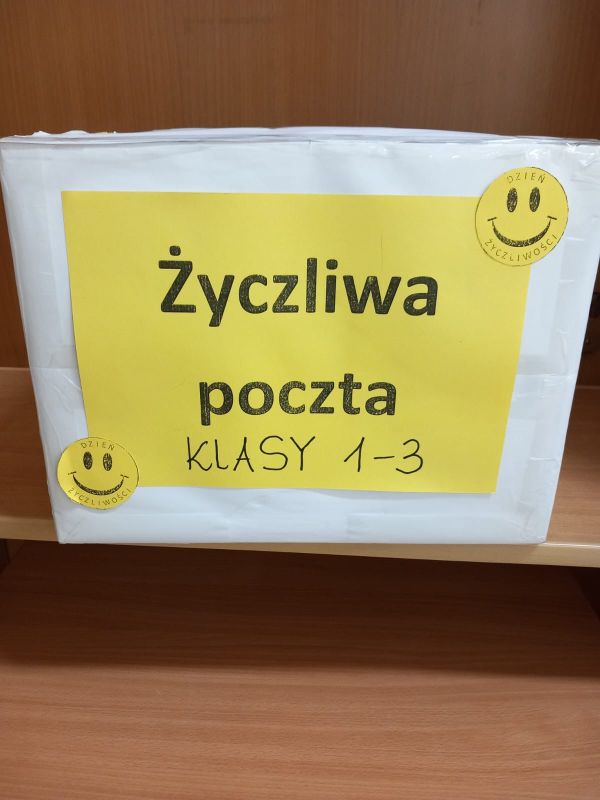 DZIEŃ
ŻYCZLIWOŚCI
Życzliwa
poczta
KLASY 1-3
DZIEŃ
ŻYCZLIWOŚCI